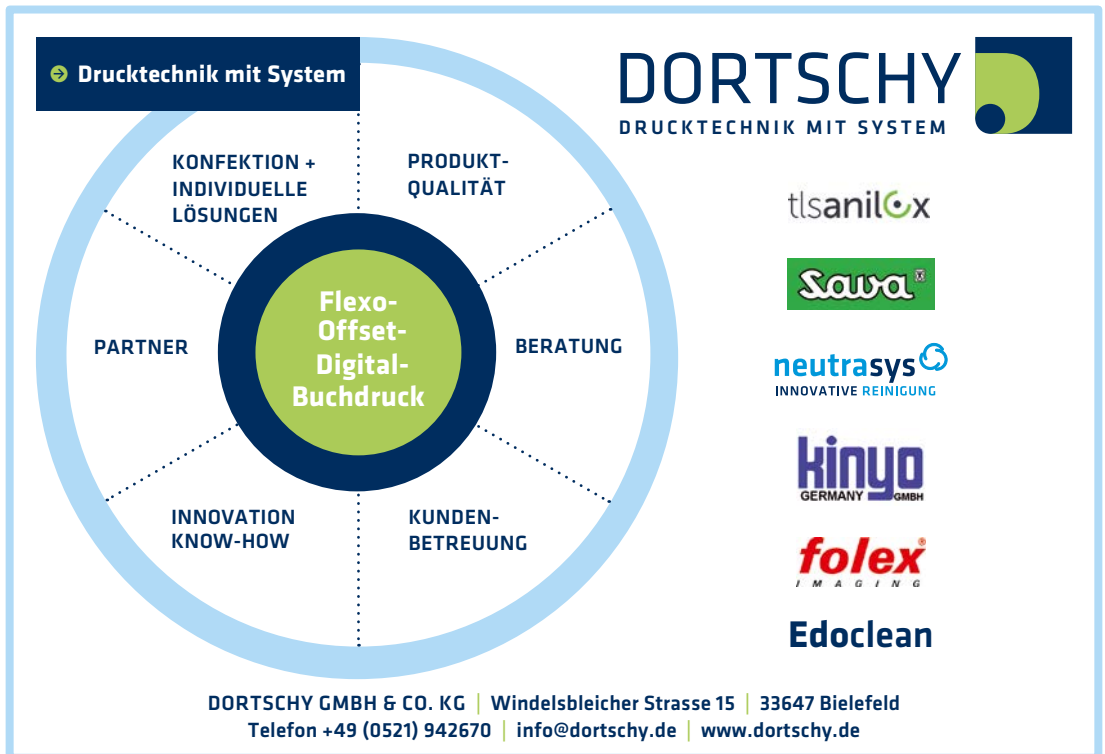 Drucktechnik mit System
DORTSCHY
DRUCKTECHNIK MIT SYSTEM
KONFEKTION +
INDIVIDUELLE
LÖSUNGEN
PRODUKT-
QUALITÄT
PARTNER
Flexo-
Offset-
Digital-
Buchdruck
BERATUNG
INNOVATION
KNOW-HOW
KUNDEN-
BETREUUNG
tlsanilox
Sava
neutrasys
INNOVATIVE REINIGUNG
kinyo
GERMANY GMBH
folex®
IMAGING
Edoclean
DORTSCHY GMBH & CO. KG | Windelsbleicher Strasse 15 | 33647 Bielefeld
Telefon +49 (0521) 942670 | info@dortschy.de | www.dortschy.de